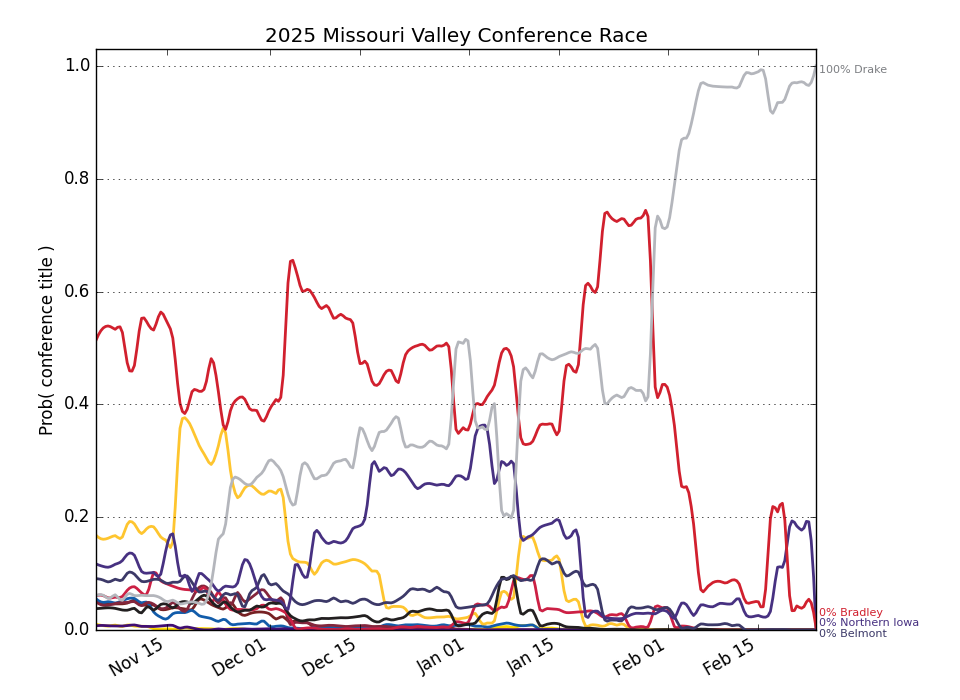 2025 Missouri Valley Conference Race
Prob( conference title )
1.0
0.8
0.6
0.4
0.2
0.0
Nov 15
Dec 01
Dec 15
Jan 01
Jan 15
Feb 01
Feb 15
100% Drake
0% Bradley
0% Northern Iowa
0% Belmont